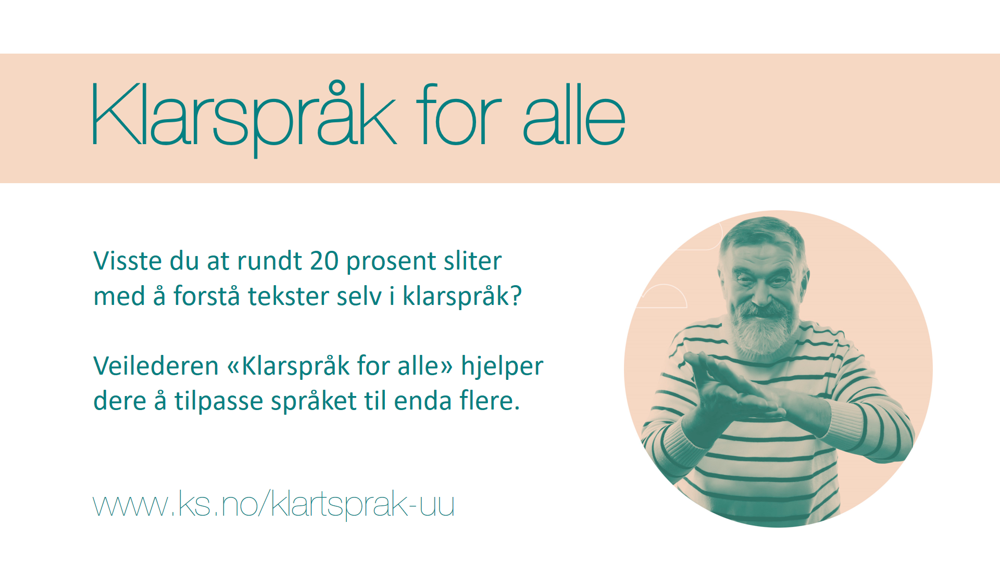 Klarspråk for alle
Visste du at rundt 20 prosent sliter
med å forstå tekster selv i klarspråk?
Veilederen «Klarspråk for alle» hjelper
dere å tilpasse språket til enda flere.
www.ks.no/klartsprak-uu